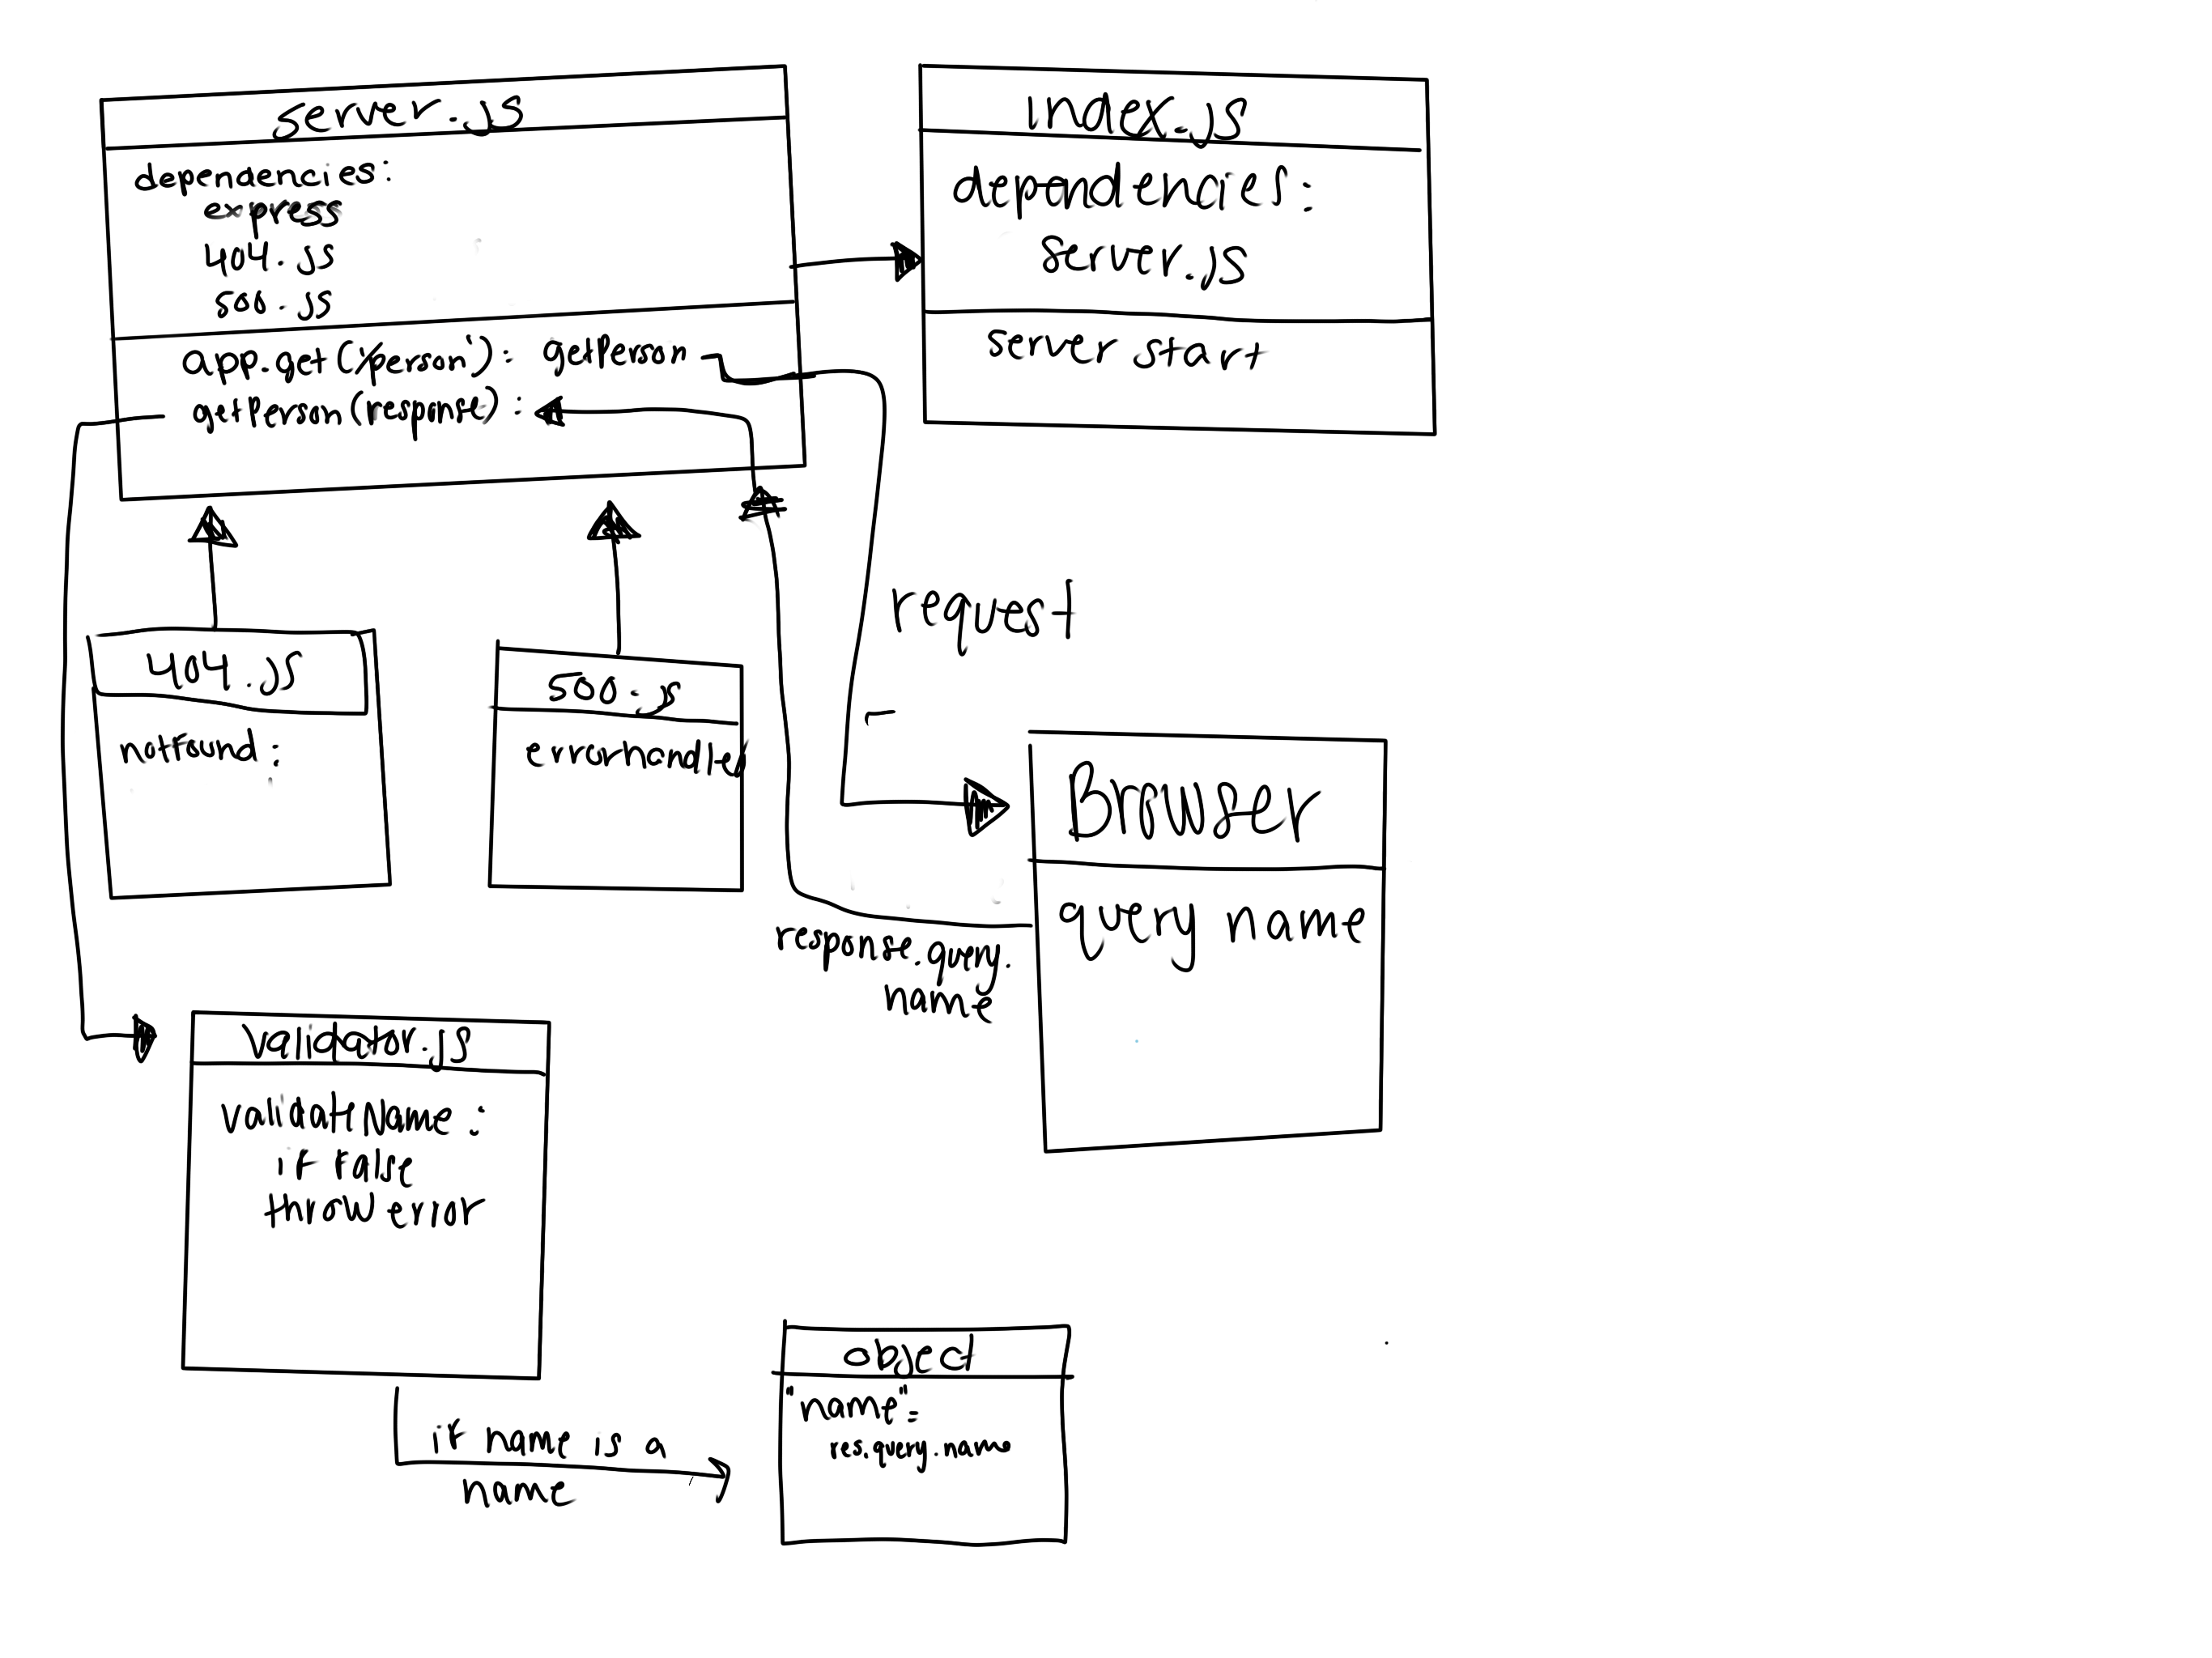 server.js
dependencies:
express
404.js
500.js
app.get('/person'): getPerson
getPerson(response):
index.js
dependencies:
server.js
server start
404.js
notfound:
500.js
errorhandler
request
Browser
query name
response.query.
name
validator.js
validateName:
if false
throw error
if name is a
name
object
"name":
res.query.name